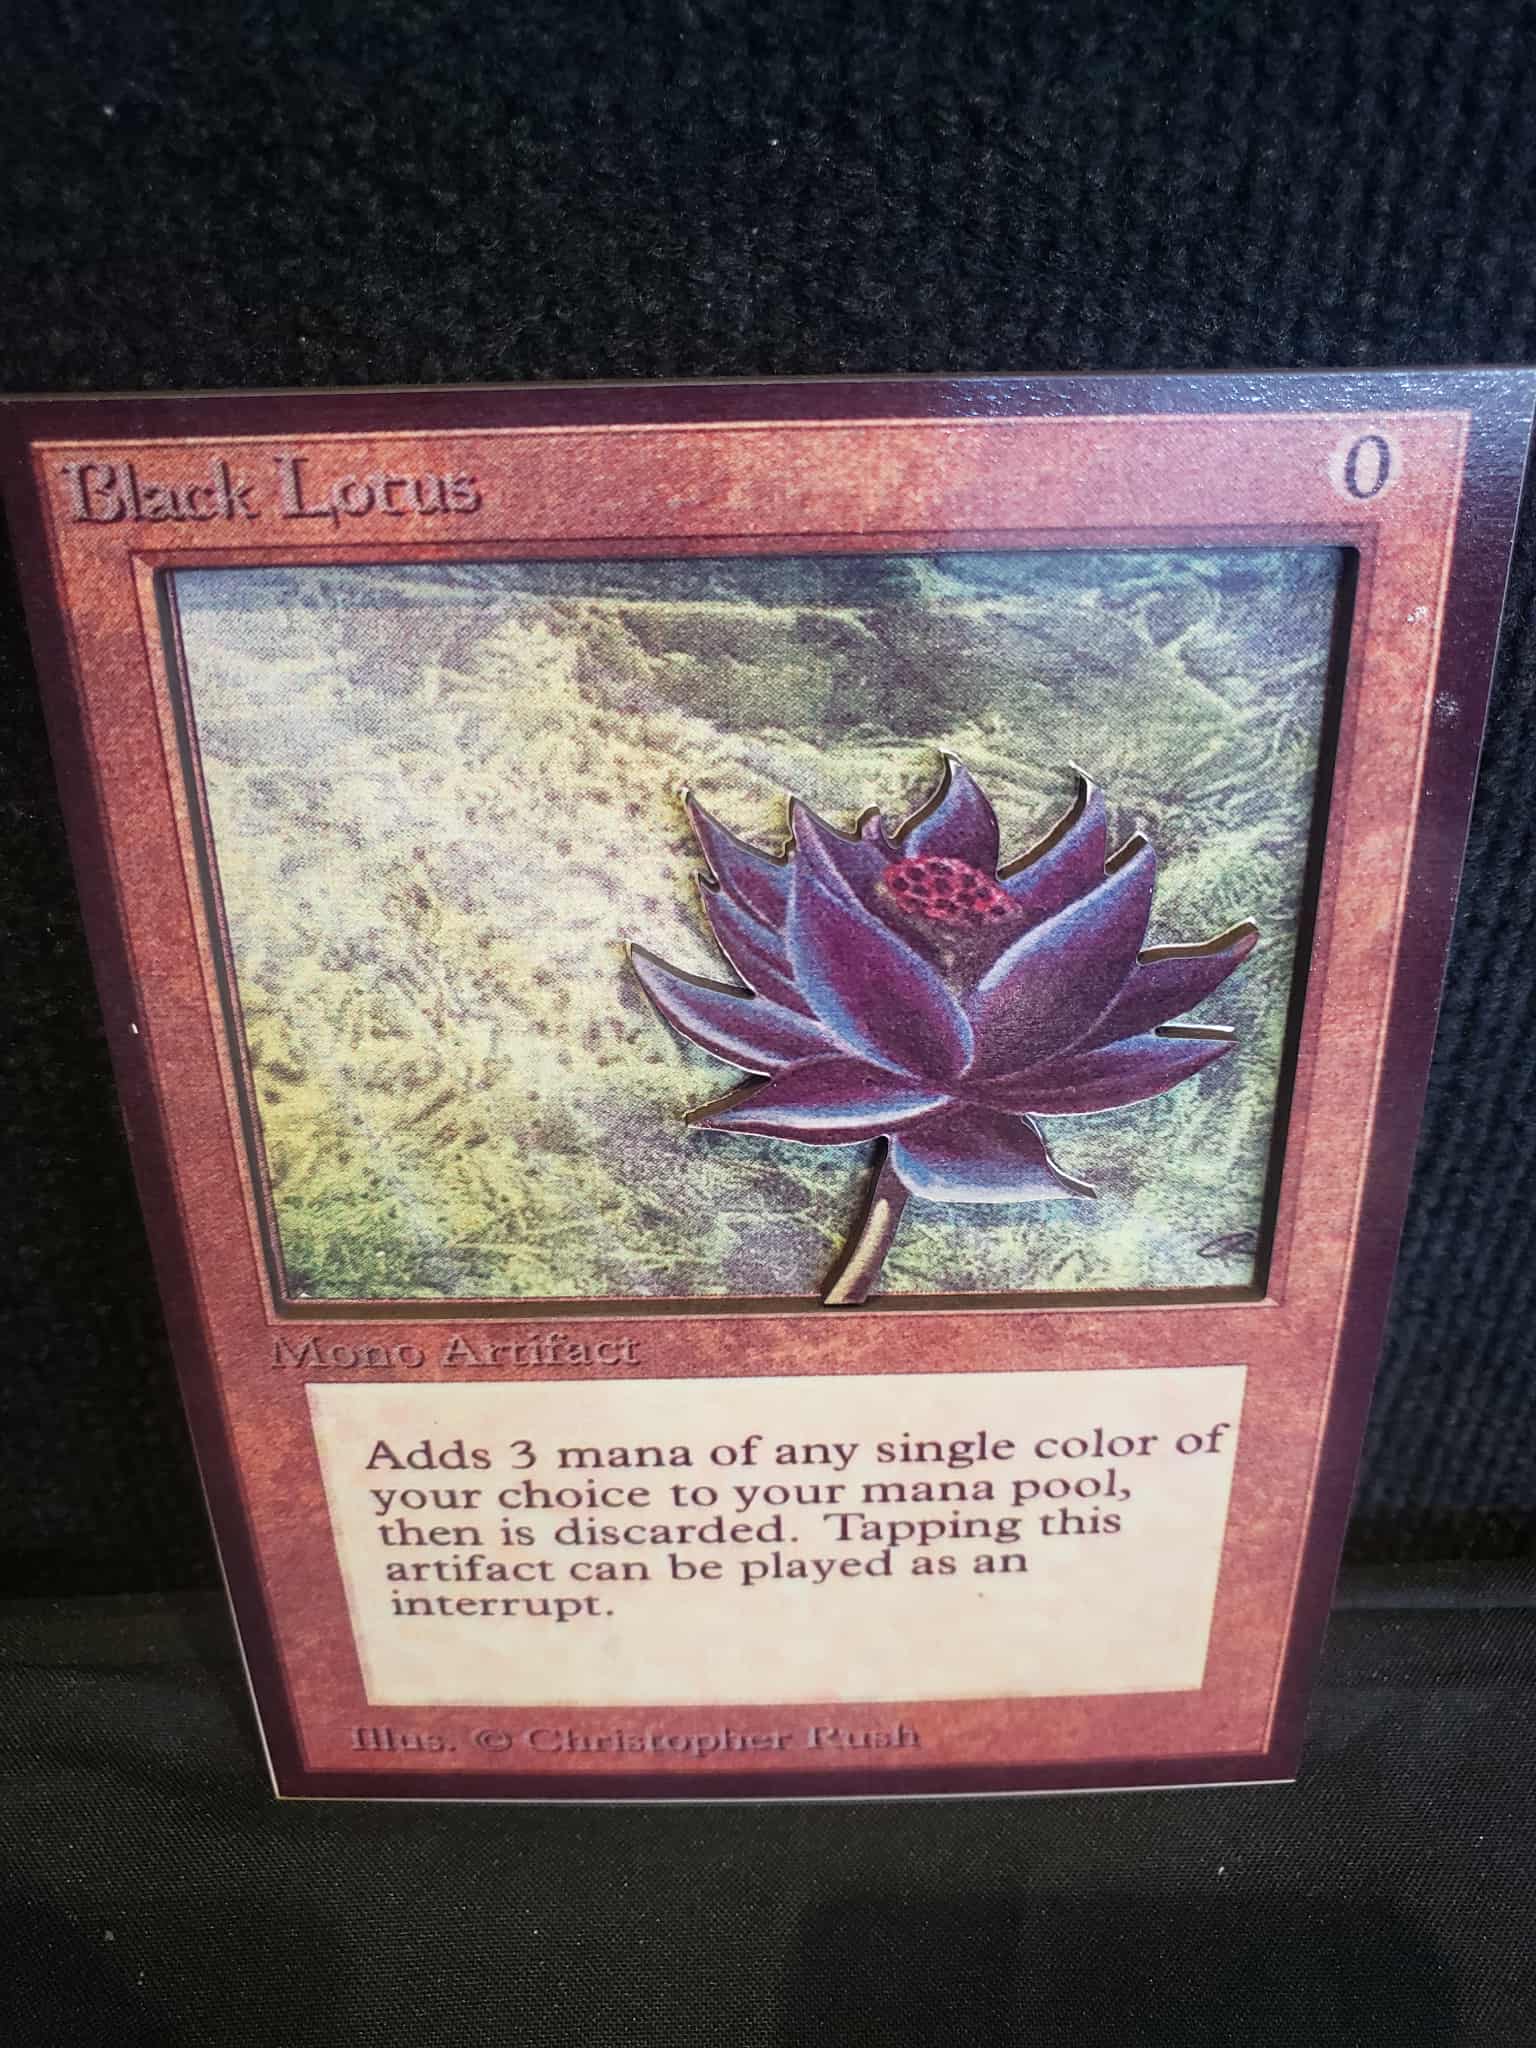 Black Lotus 0
Mono Artifact
Adds 3 mana of any single color of
your choice to your mana pool,
then is discarded. Tapping this
artifact can be played as an
interrupt.
Illus. © Christopher Rush